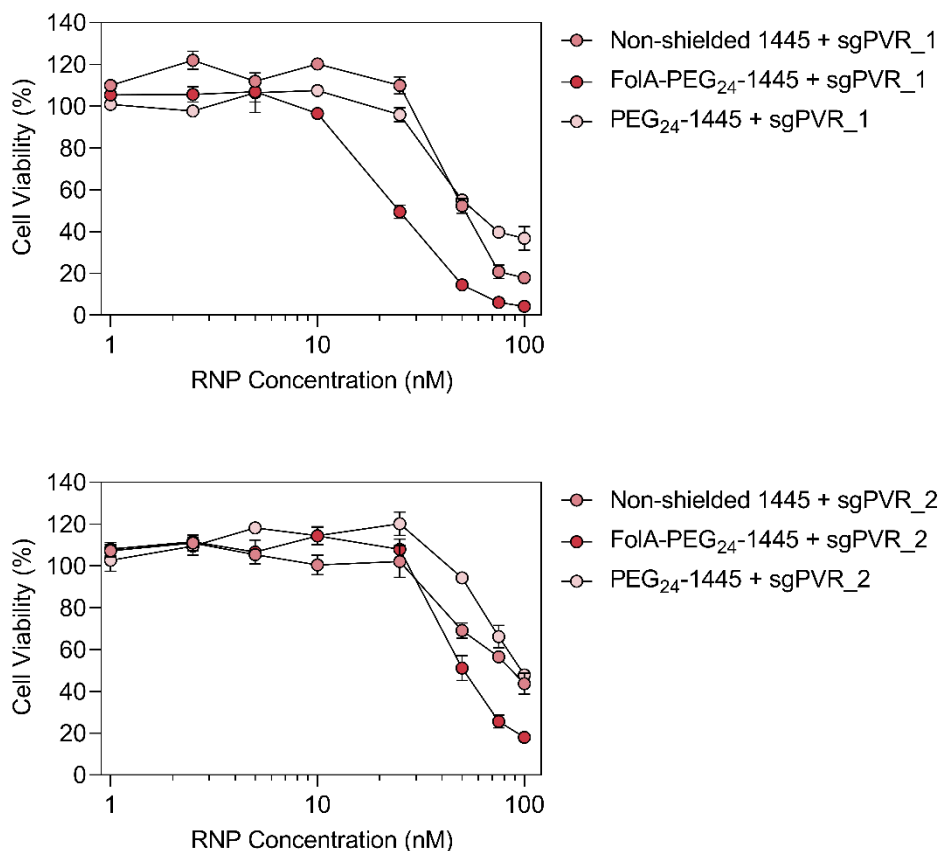 140
120
100
80
60
40
20
0
Cell Viability (%)
1
10
100
RNP Concentration (nM)
Non-shielded 1445 + sgPVR_1
FolA-PEG₂₄-1445 + sgPVR_1
PEG₂₄-1445 + sgPVR_1
140
120
100
80
60
40
20
0
Cell Viability (%)
1
10
100
RNP Concentration (nM)
Non-shielded 1445 + sgPVR_2
FolA-PEG₂₄-1445 + sgPVR_2
PEG₂₄-1445 + sgPVR_2